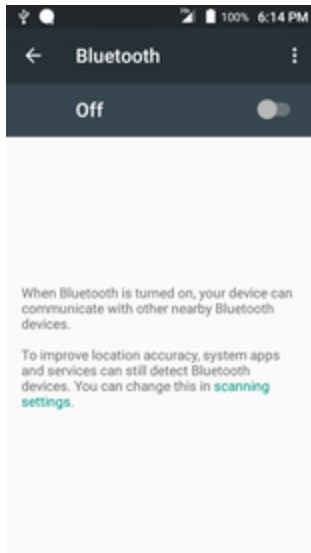 100% 6:14 PM
Bluetooth
Off
When Bluetooth is turned on, your device can
communicate with other nearby Bluetooth
devices.
To improve location accuracy, system apps
and services can still detect Bluetooth
devices. You can change this in scanning
settings.